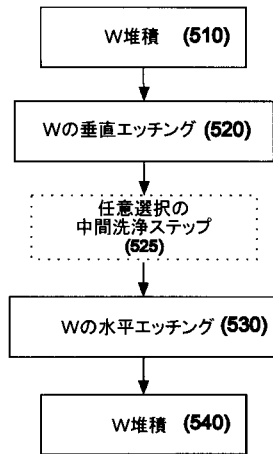 W堆積 (510)
Wの垂直エッチング (520)
任意選択の
中間洗浄ステップ
(525)
Wの水平エッチング (530)
W堆積 (540)